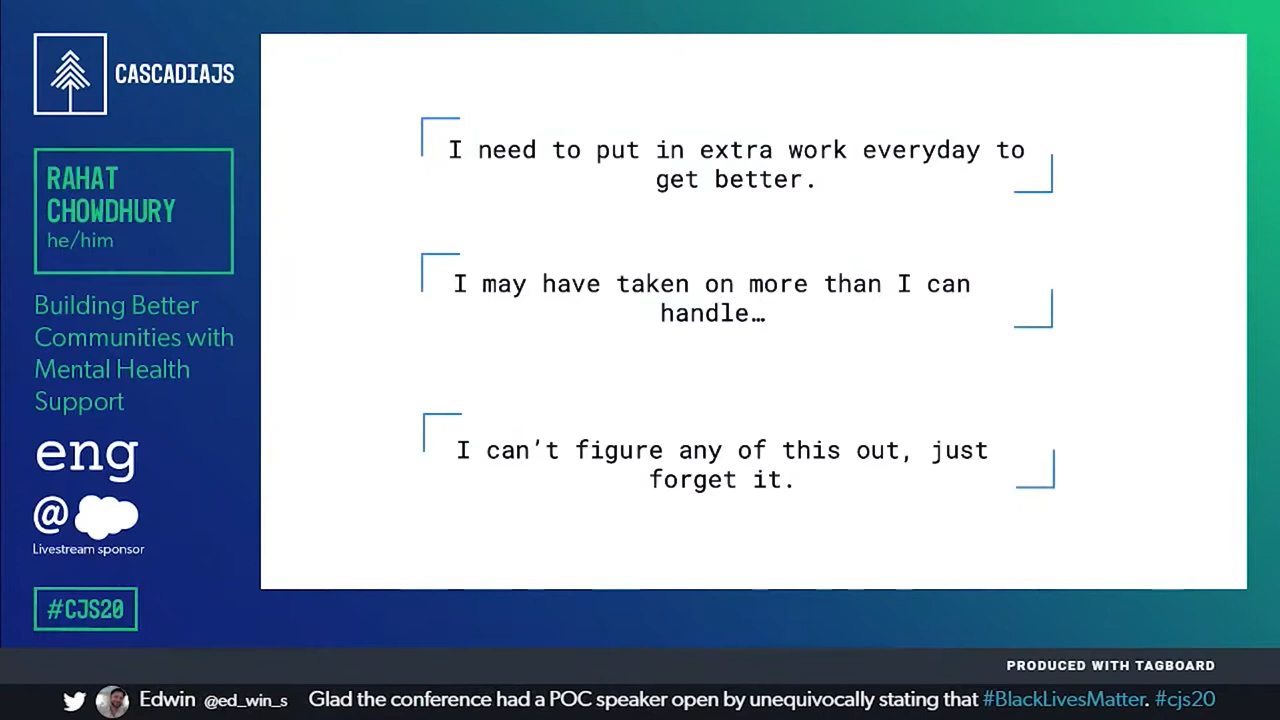 CASCADIAJS
RAHAT
CHOWDHURY
he/him
Building Better
Communities with
Mental Health
Support
eng
@
Livestream sponsor
#CJS20
I need to put in extra work everyday to
get better.
I may have taken on more than I can
handle…
I can’t figure any of this out, just
forget it.
PRODUCED WITH TAGBOARD
Edwin @ed_win_s Glad the conference had a POC speaker open by unequivocally stating that #BlackLivesMatter. #cjs20